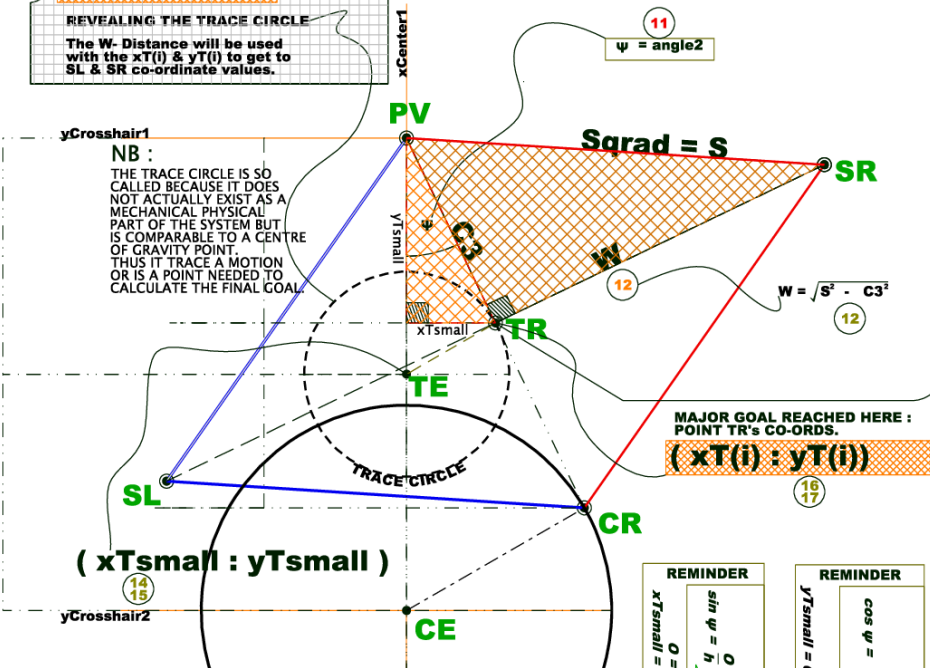 REVEALING THE TRACE CIRCLE
The W- Distance will be used
with the xT(i) & yT(i) to get to
SL & SR co-ordinate values.
xCenter1
11
Ψ = angle2
PV
yCrosshair1
Sqrad = S
SR
NB :
THE TRACE CIRCLE IS SO
CALLED BECAUSE IT DOES
NOT ACTUALLY EXIST AS A
MECHANICAL PHYSICAL
PART OF THE SYSTEM BUT
IS COMPARABLE TO A CENTRE
OF GRAVITY POINT.
THUS IT TRACE A MOTION
OR IS A POINT NEEDED TO
CALCULATE THE FINAL GOAL.
yTsmall
Ψ
C3
W
12
W = √S² - C3²
12
xTsmall
TR
TE
MAJOR GOAL REACHED HERE :
POINT TR's CO-ORDS.
( xT(i) : yT(i))
16
17
TRACE CIRCLE
SL
CR
( xTsmall : yTsmall )
14
15
yCrosshair2
CE
REMINDER
sin ψ = O
h
xTsmall =
O =
REMINDER
cos ψ =
yTsmall =